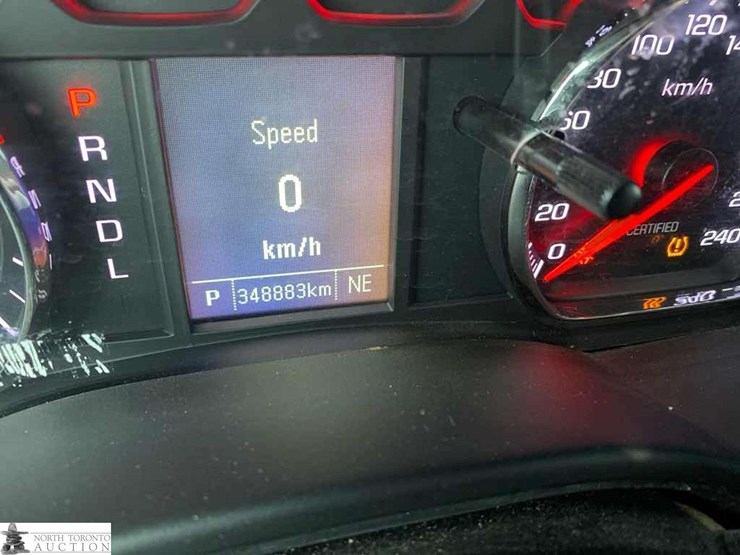 P
R
N
D
L
Speed
0
km/h
P 348883km NE
120
100
80
km/h
60
20
0
CERTIFIED
240
NORTH TORONTO
AUCTION